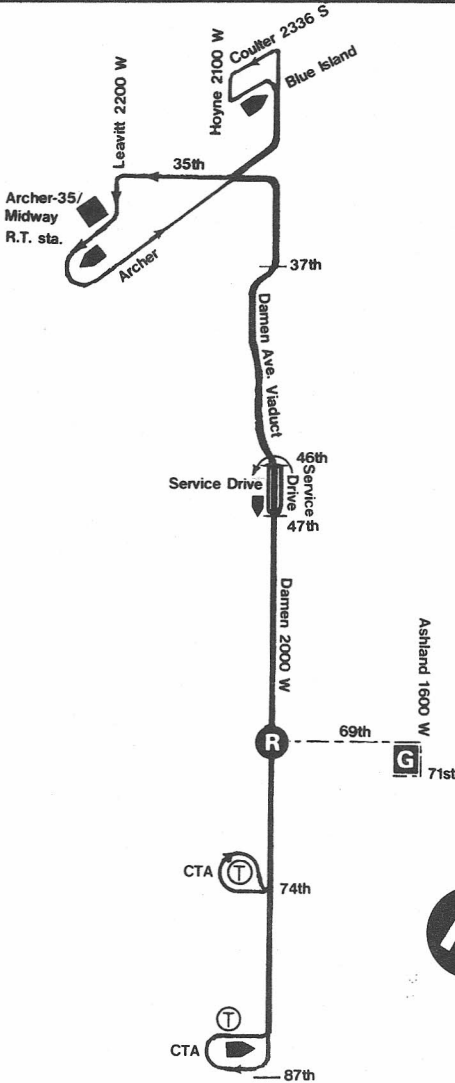 Coulter 2336 S
Hoyne 2100 W
Blue Island
Leavitt 2200 W
35th
Archer-35/
Midway
R.T. sta.
Archer
37th
Damen Ave. Viaduct
46th
Service Drive
Service
Drive
47th
Damen 2000 W
Ashland 1600 W
R
69th
G
71st
CTA
T
74th
T
CTA
87th